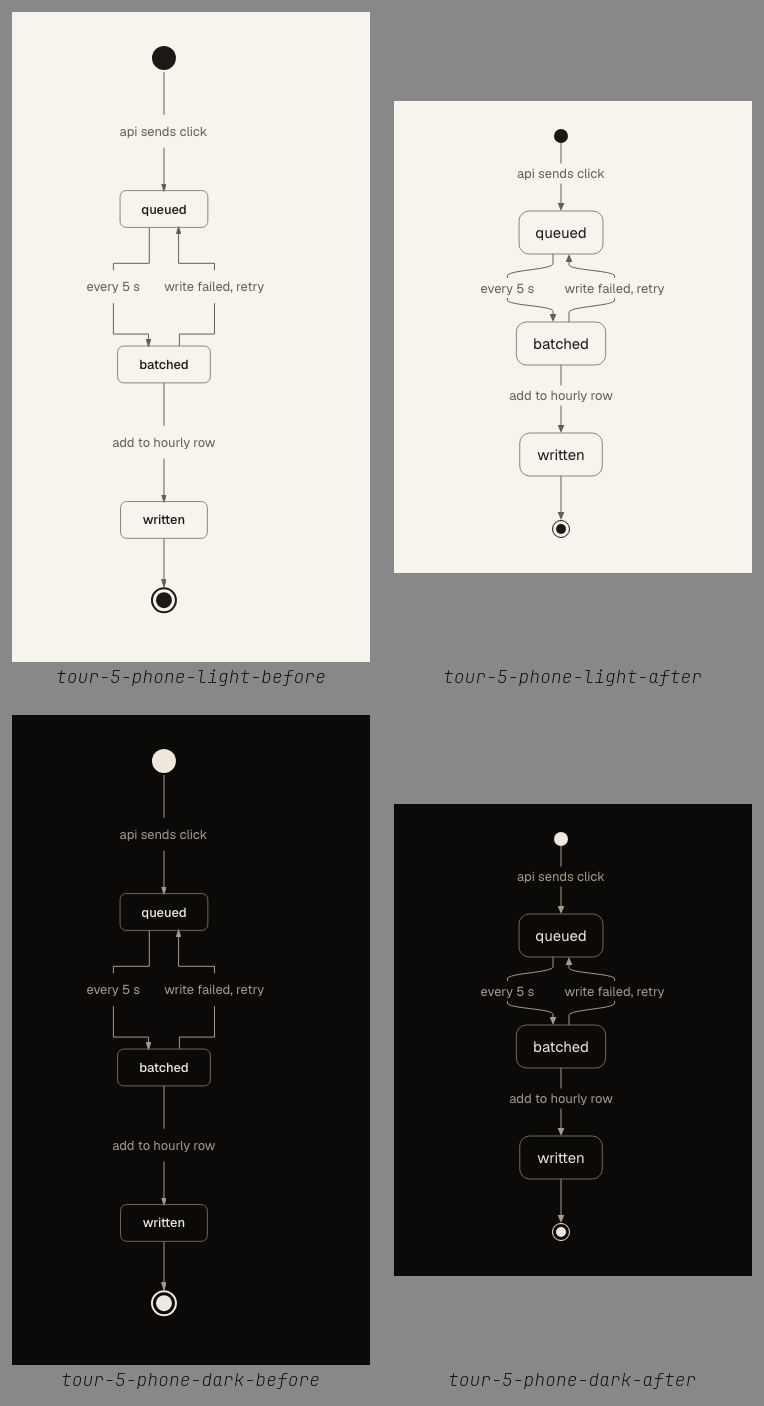 api sends click
queued
every 5 s
write failed, retry
batched
add to hourly row
written
tour-5-phone-light-before
api sends click
queued
every 5 s
write failed, retry
batched
add to hourly row
written
tour-5-phone-light-after
api sends click
queued
every 5 s
write failed, retry
batched
add to hourly row
written
tour-5-phone-dark-before
api sends click
queued
every 5 s
write failed, retry
batched
add to hourly row
written
tour-5-phone-dark-after